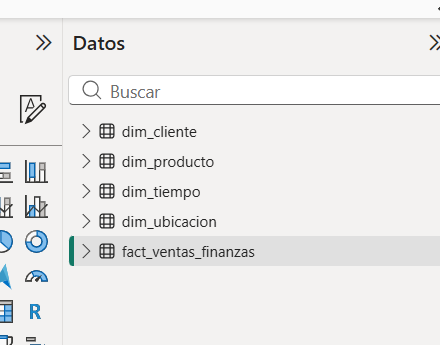 Datos
Buscar
dim_cliente
dim_producto
dim_tiempo
dim_ubicacion
fact_ventas_finanzas
R